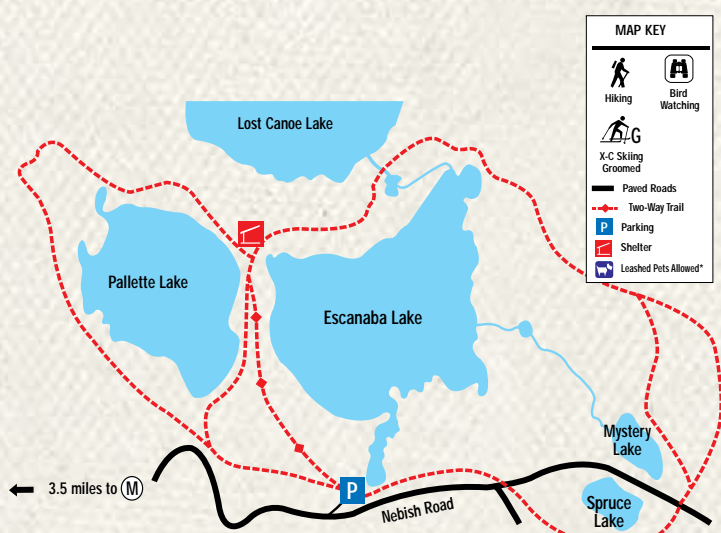 MAP KEY
Hiking
Bird
Watching
G
X-C Skiing
Groomed
Paved Roads
Two-Way Trail
P
Parking
Shelter
Leashed Pets Allowed*
Lost Canoe Lake
Pallette Lake
Escanaba Lake
Mystery
Lake
Spruce
Lake
3.5 miles to M
P
Nebish Road